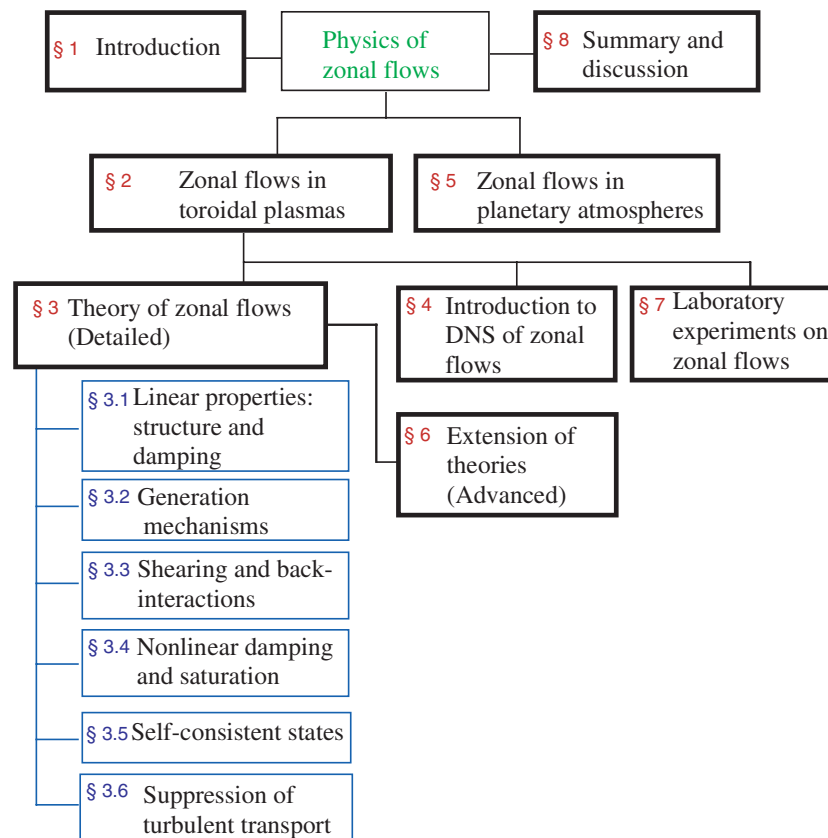 § 1 Introduction
Physics of
zonal flows
§ 8 Summary and
discussion
§ 2 Zonal flows in
toroidal plasmas
§ 5 Zonal flows in
planetary atmospheres
§ 3 Theory of zonal flows
(Detailed)
§ 4 Introduction to
DNS of zonal
flows
§ 7 Laboratory
experiments on
zonal flows
§ 3.1 Linear properties:
structure and
damping
§ 6 Extension of
theories
(Advanced)
§ 3.2 Generation
mechanisms
§ 3.3 Shearing and back-
interactions
§ 3.4 Nonlinear damping
and saturation
§ 3.5 Self-consistent states
§ 3.6 Suppression of
turbulent transport